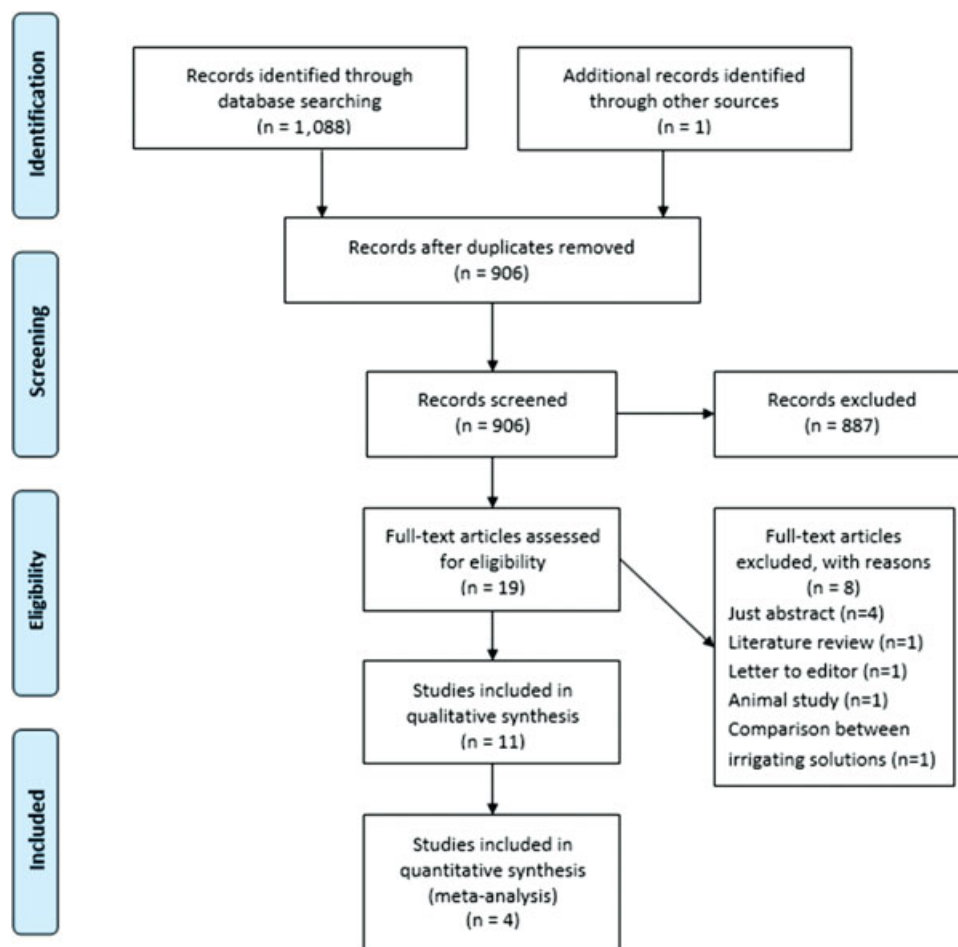 Identification
Records identified through
database searching
(n = 1,088)
Additional records identified
through other sources
(n = 1)
Screening
Records after duplicates removed
(n = 906)
Records screened
(n = 906)
Records excluded
(n = 887)
Eligibility
Full-text articles assessed
for eligibility
(n = 19)
Full-text articles
excluded, with reasons
(n = 8)
Just abstract (n=4)
Literature review (n=1)
Letter to editor (n=1)
Animal study (n=1)
Comparison between
irrigating solutions (n=1)
Studies included in
qualitative synthesis
(n = 11)
Included
Studies included in
quantitative synthesis
(meta-analysis)
(n = 4)